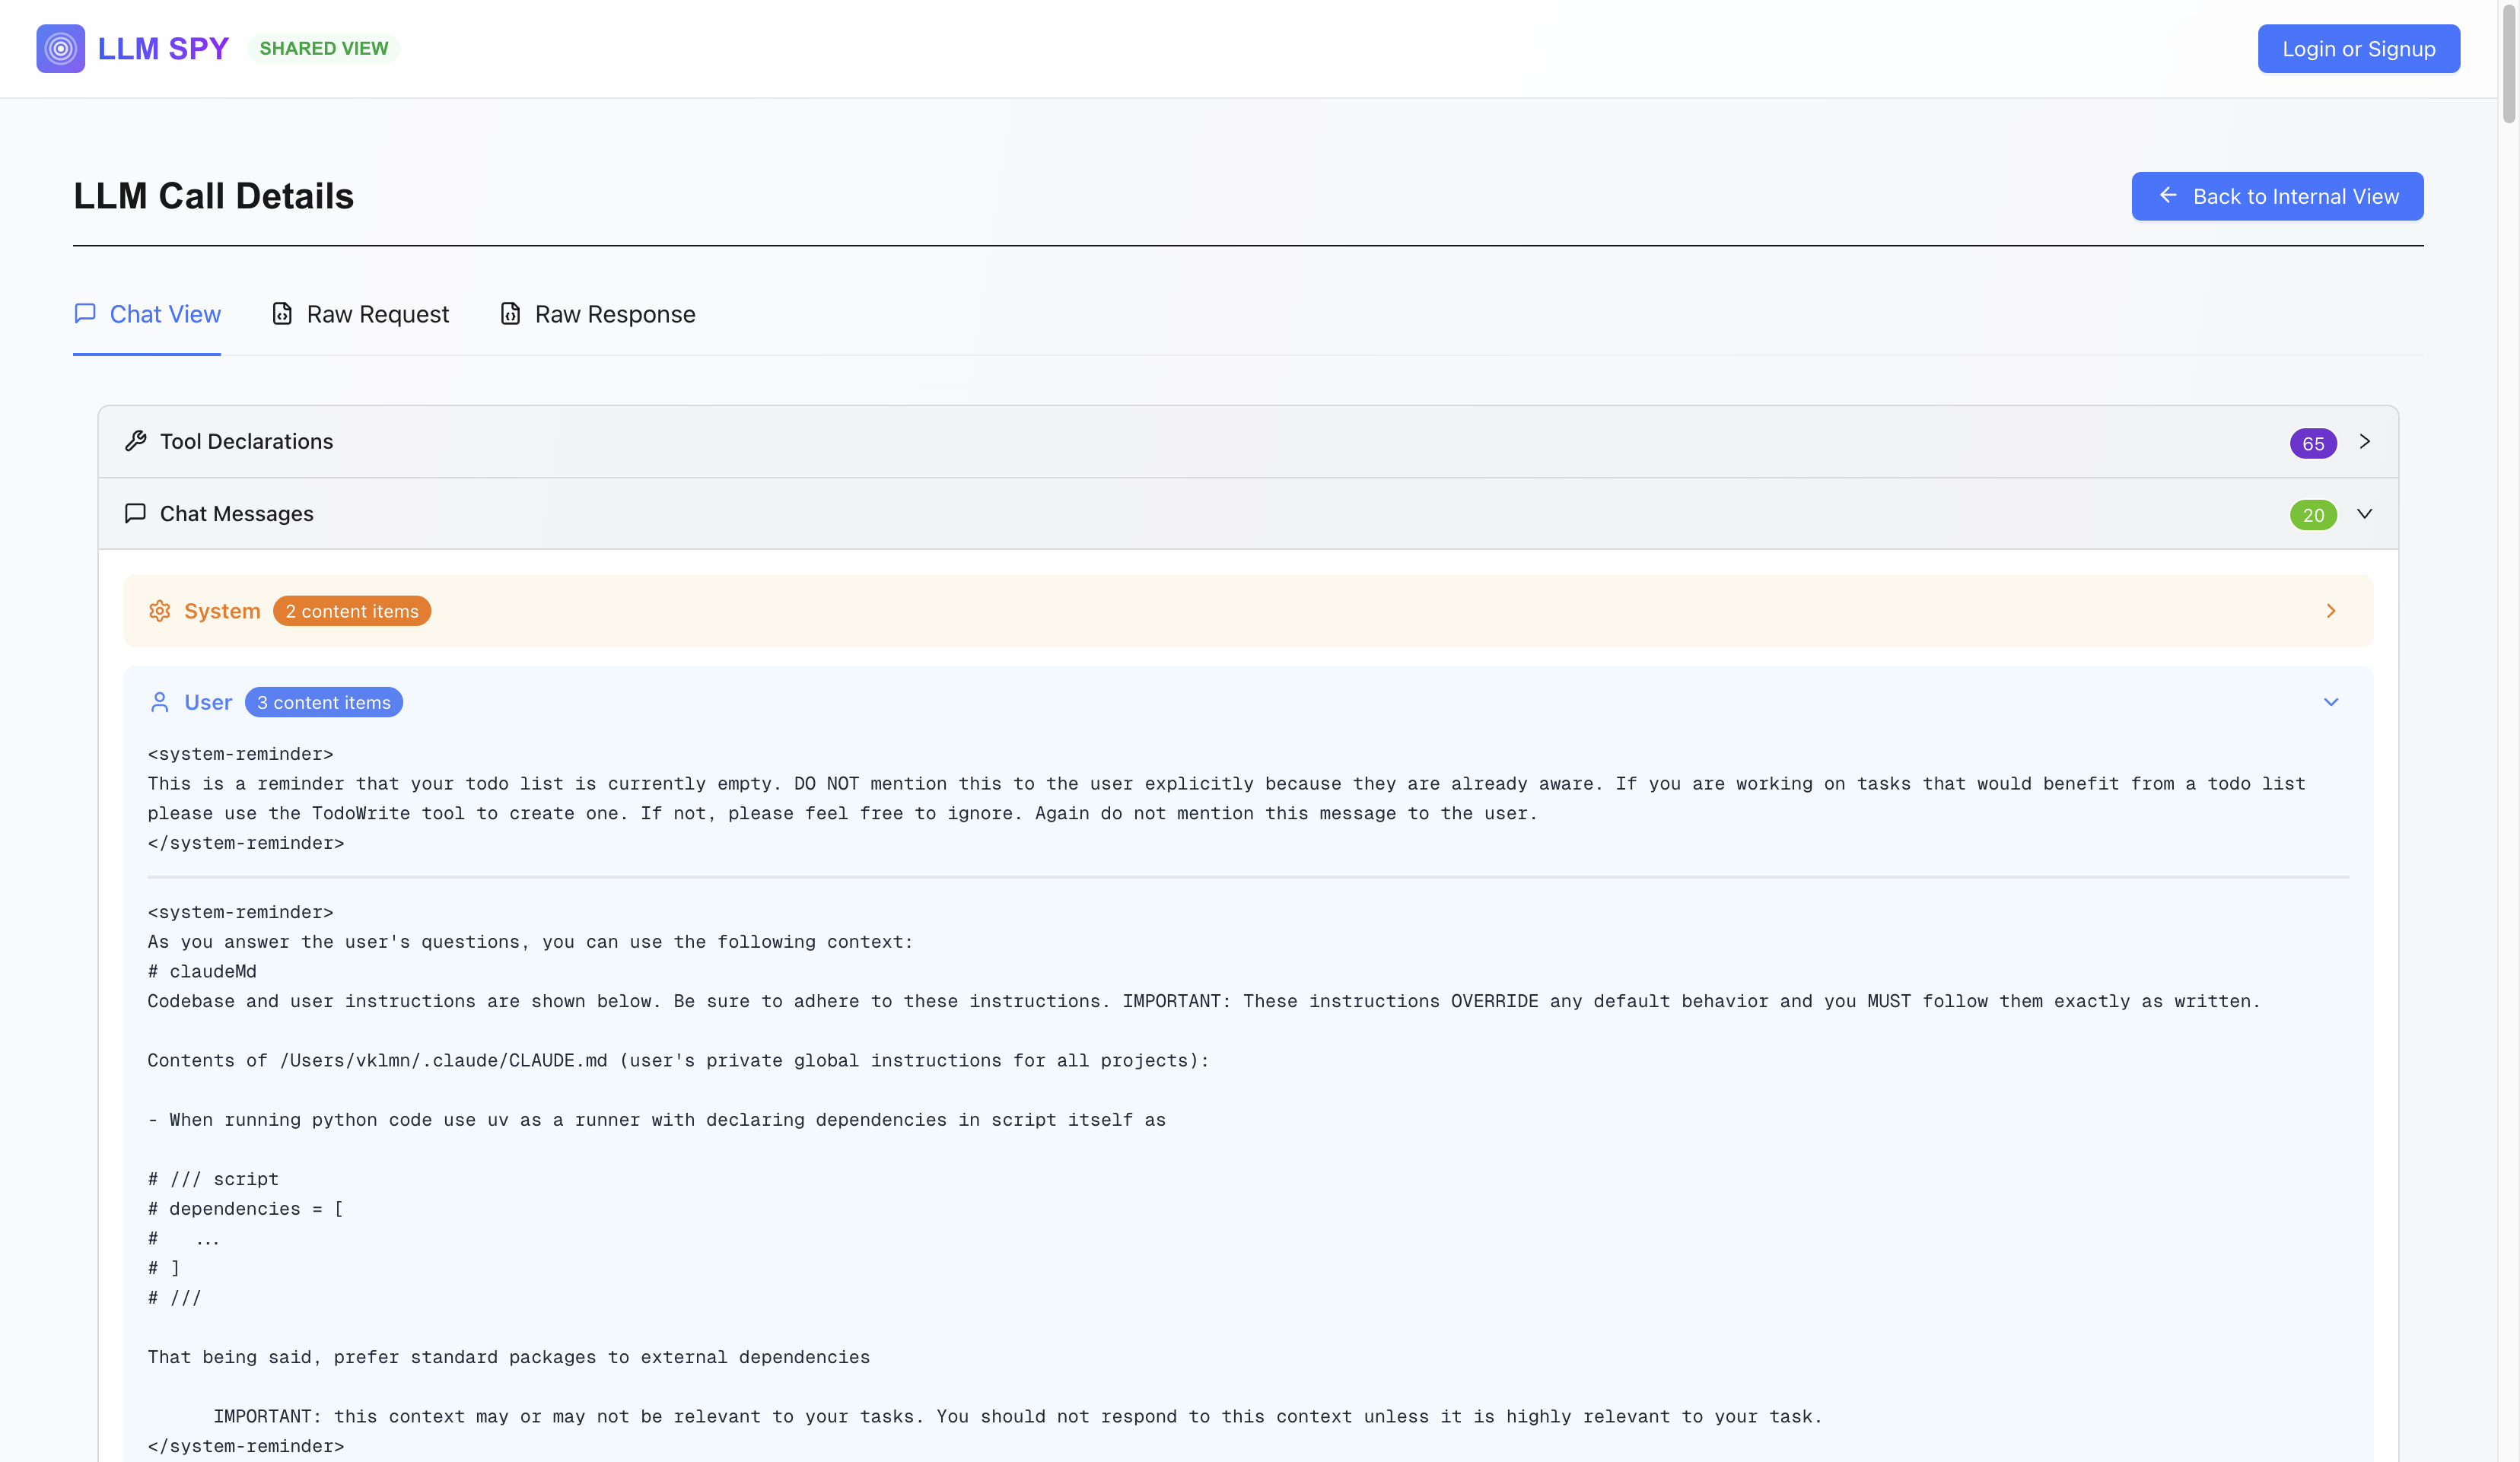 LLM SPY
SHARED VIEW
Login or Signup
LLM Call Details
Back to Internal View
Chat View
Raw Request
Raw Response
Tool Declarations
65
Chat Messages
20
System
2 content items
User
3 content items
<system-reminder>
This is a reminder that your todo list is currently empty. DO NOT mention this to the user explicitly because they are already aware. If you are working on tasks that would benefit from a todo list
please use the TodoWrite tool to create one. If not, please feel free to ignore. Again do not mention this message to the user.
</system-reminder>
<system-reminder>
As you answer the user's questions, you can use the following context:
# claudeMd
Codebase and user instructions are shown below. Be sure to adhere to these instructions. IMPORTANT: These instructions OVERRIDE any default behavior and you MUST follow them exactly as written.
Contents of /Users/vklmn/.claude/CLAUDE.md (user's private global instructions for all projects):
- When running python code use uv as a runner with declaring dependencies in script itself as
# /// script
# dependencies = [
#   ...
# ]
# ///
That being said, prefer standard packages to external dependencies
      IMPORTANT: this context may or may not be relevant to your tasks. You should not respond to this context unless it is highly relevant to your task.
</system-reminder>